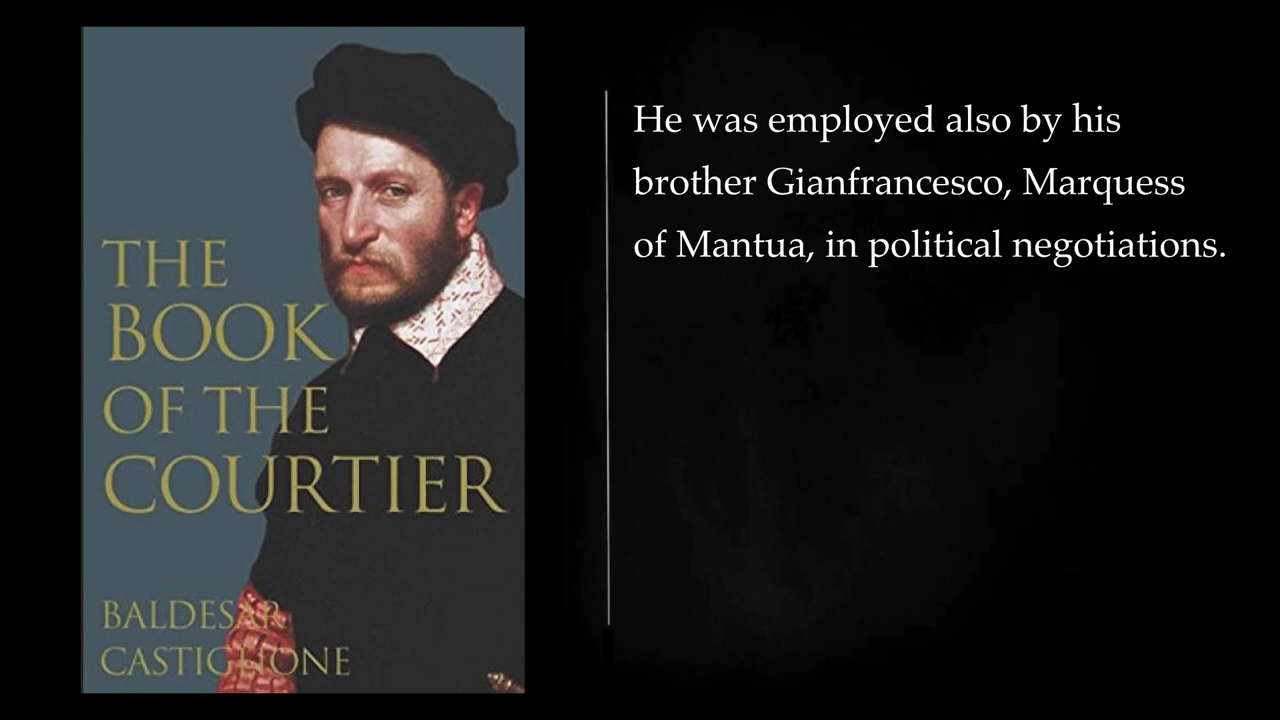 THE
BOOK
OF THE
COURTIER
BALDESAR
CASTIGLIONE
He was employed also by his
brother Gianfrancesco, Marquess
of Mantua, in political negotiations.